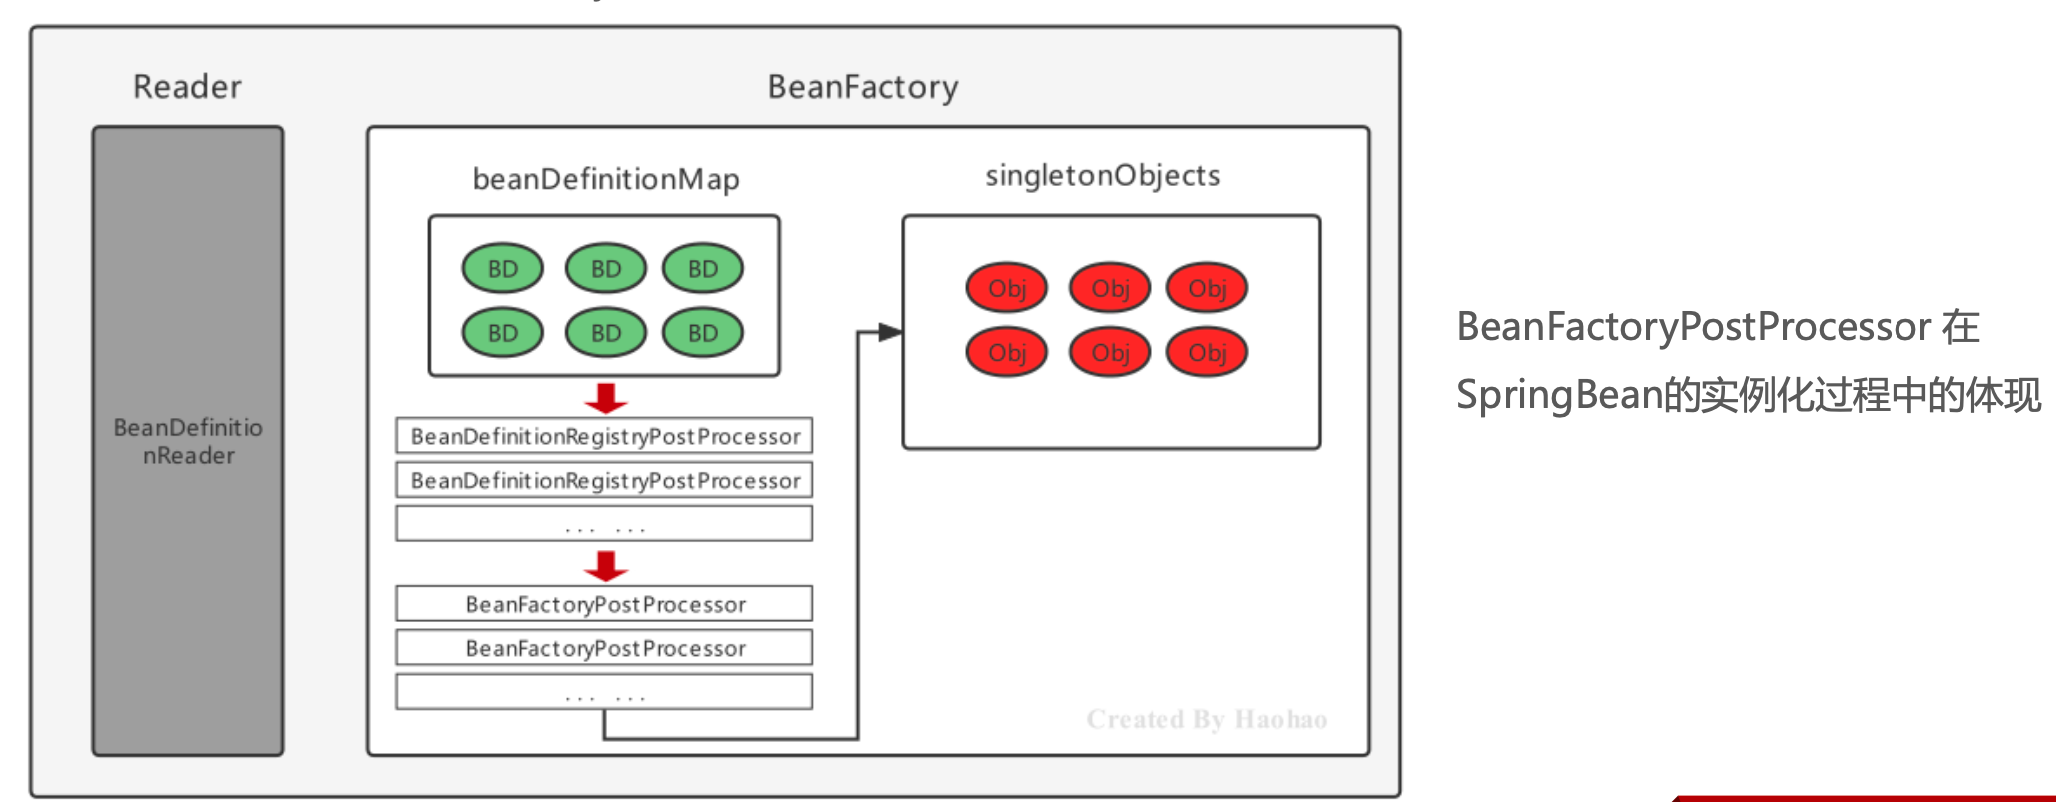 Reader
BeanFactory
beanDefinitionMap
singletonObjects
BD BD BD
BD BD BD
Obj Obj Obj
Obj Obj Obj
BeanDefinitio
nReader
BeanDefinitionRegistryPostProcessor
BeanDefinitionRegistryPostProcessor
... ...
BeanFactoryPostProcessor
BeanFactoryPostProcessor
... ...
Created By Haohao
BeanFactoryPostProcessor 在
SpringBean的实例化过程中的体现